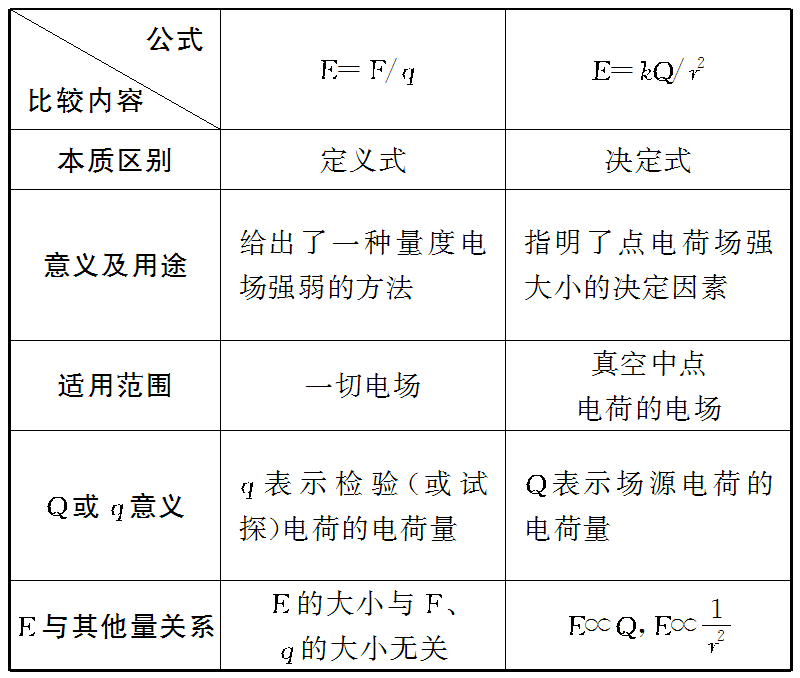 公式
比较内容
E=F/q
E=kQ/r²
本质区别
定义式
决定式
意义及用途
给出了一种量度电
场强弱的方法
指明了点电荷场强
大小的决定因素
适用范围
一切电场
真空中点
电荷的电场
Q或q意义
q表示检验(或试
探)电荷的电荷量
Q表示场源电荷的
电荷量
E与其他量关系
E的大小与F、
q的大小无关
E∝Q,E∝1/r²